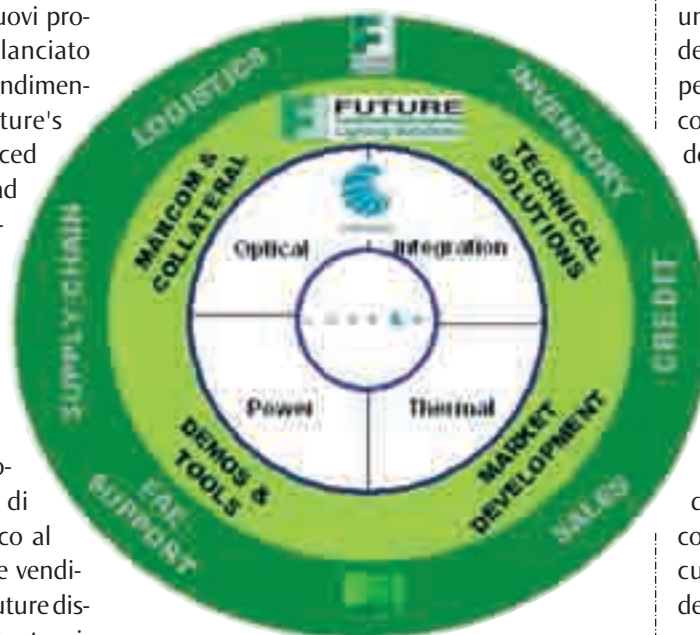 uovi pro-
lanciato
ndimen-
ture's
ced
ad
-
di
co al
e vendi-
uture dis-
un
de
pe
co
de
c
co
cu
de
LOGISTICS
INVENTORY
CREDIT
SALES
FAE
SUPPORT
SUPPLY CHAIN
F
FUTURE
Lighting Solutions
MARCOM &
COLLATERAL
TECHNICAL
SOLUTIONS
MARKET
DEVELOPMENT
DEMOS &
TOOLS
Optical
Integration
Power
Thermal